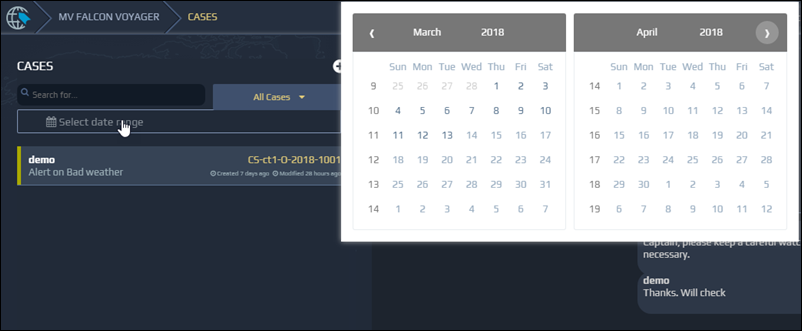 MV FALCON VOYAGER
CASES
CASES
Search for...
All Cases
Select date range
demo
CS-ct1-O-2018-1001
Alert on Bad weather
Created 7 days ago
Modified 28 hours ago
March 2018
Sun Mon Tue Wed Thu Fri Sat
9 25 26 27 28 1 2 3
10 4 5 6 7 8 9 10
11 11 12 13 14 15 16 17
12 18 19 20 21 22 23 24
13 25 26 27 28 29 30 31
14 1 2 3 4 5 6 7
April 2018
Sun Mon Tue Wed Thu Fri Sat
14 1 2 3 4 5 6 7
15 8 9 10 11 12 13 14
16 15 16 17 18 19 20 21
17 22 23 24 25 26 27 28
18 29 30 1 2 3 4 5
19 6 7 8 9 10 11 12
Captain, please keep a careful watch
necessary.
demo
Thanks. Will check